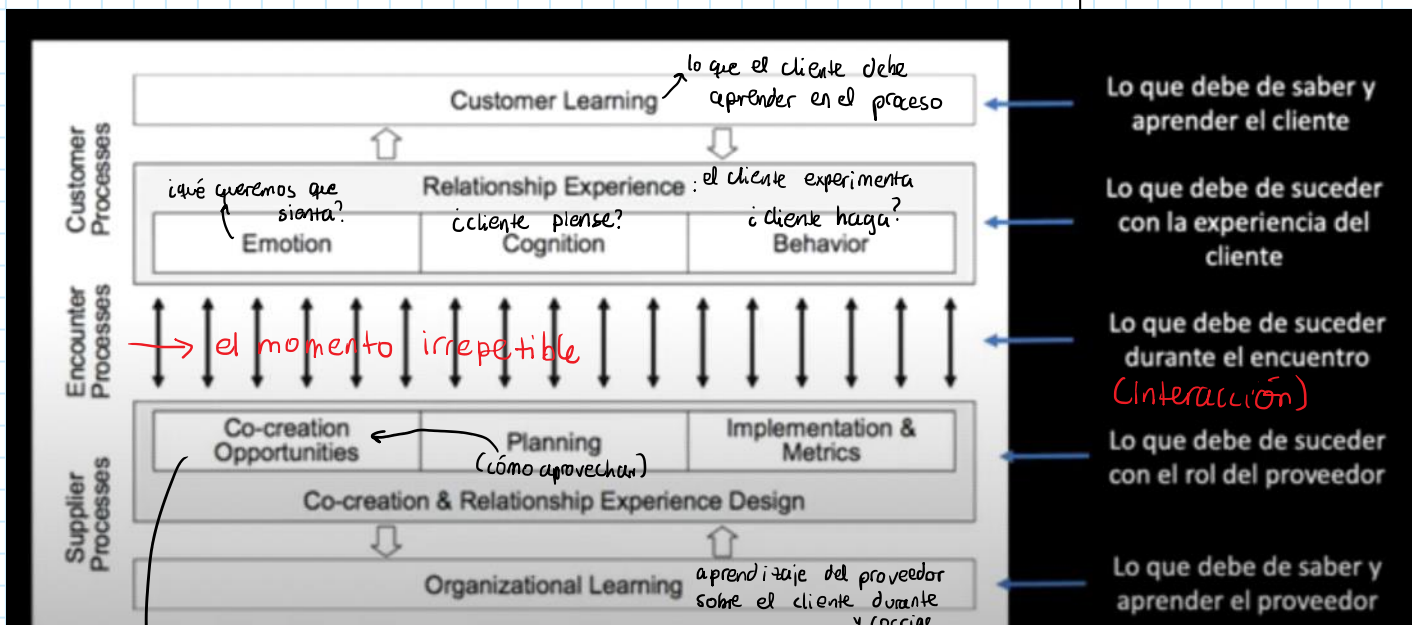 lo que el cliente debe
Customer Learning
aprender en el proceso
Lo que debe de saber y
aprender el cliente
Customer
Processes
Relationship Experience : el cliente experimenta
¿qué queremos que
sienta?
¿cliente piense?
¿cliente haga?
Emotion
Cognition
Behavior
Lo que debe de suceder
con la experiencia del
cliente
Encounter
Processes
el momento irrepetible
Lo que debe de suceder
durante el encuentro
(Interacción)
Supplier
Processes
Co-creation
Opportunities
Planning
(cómo aprovechar)
Implementation &
Metrics
Co-creation & Relationship Experience Design
Lo que debe de suceder
con el rol del proveedor
Organizational Learning
aprendizaje del proveedor
sobre el cliente durante
y
Lo que debe de saber y
aprender el proveedor